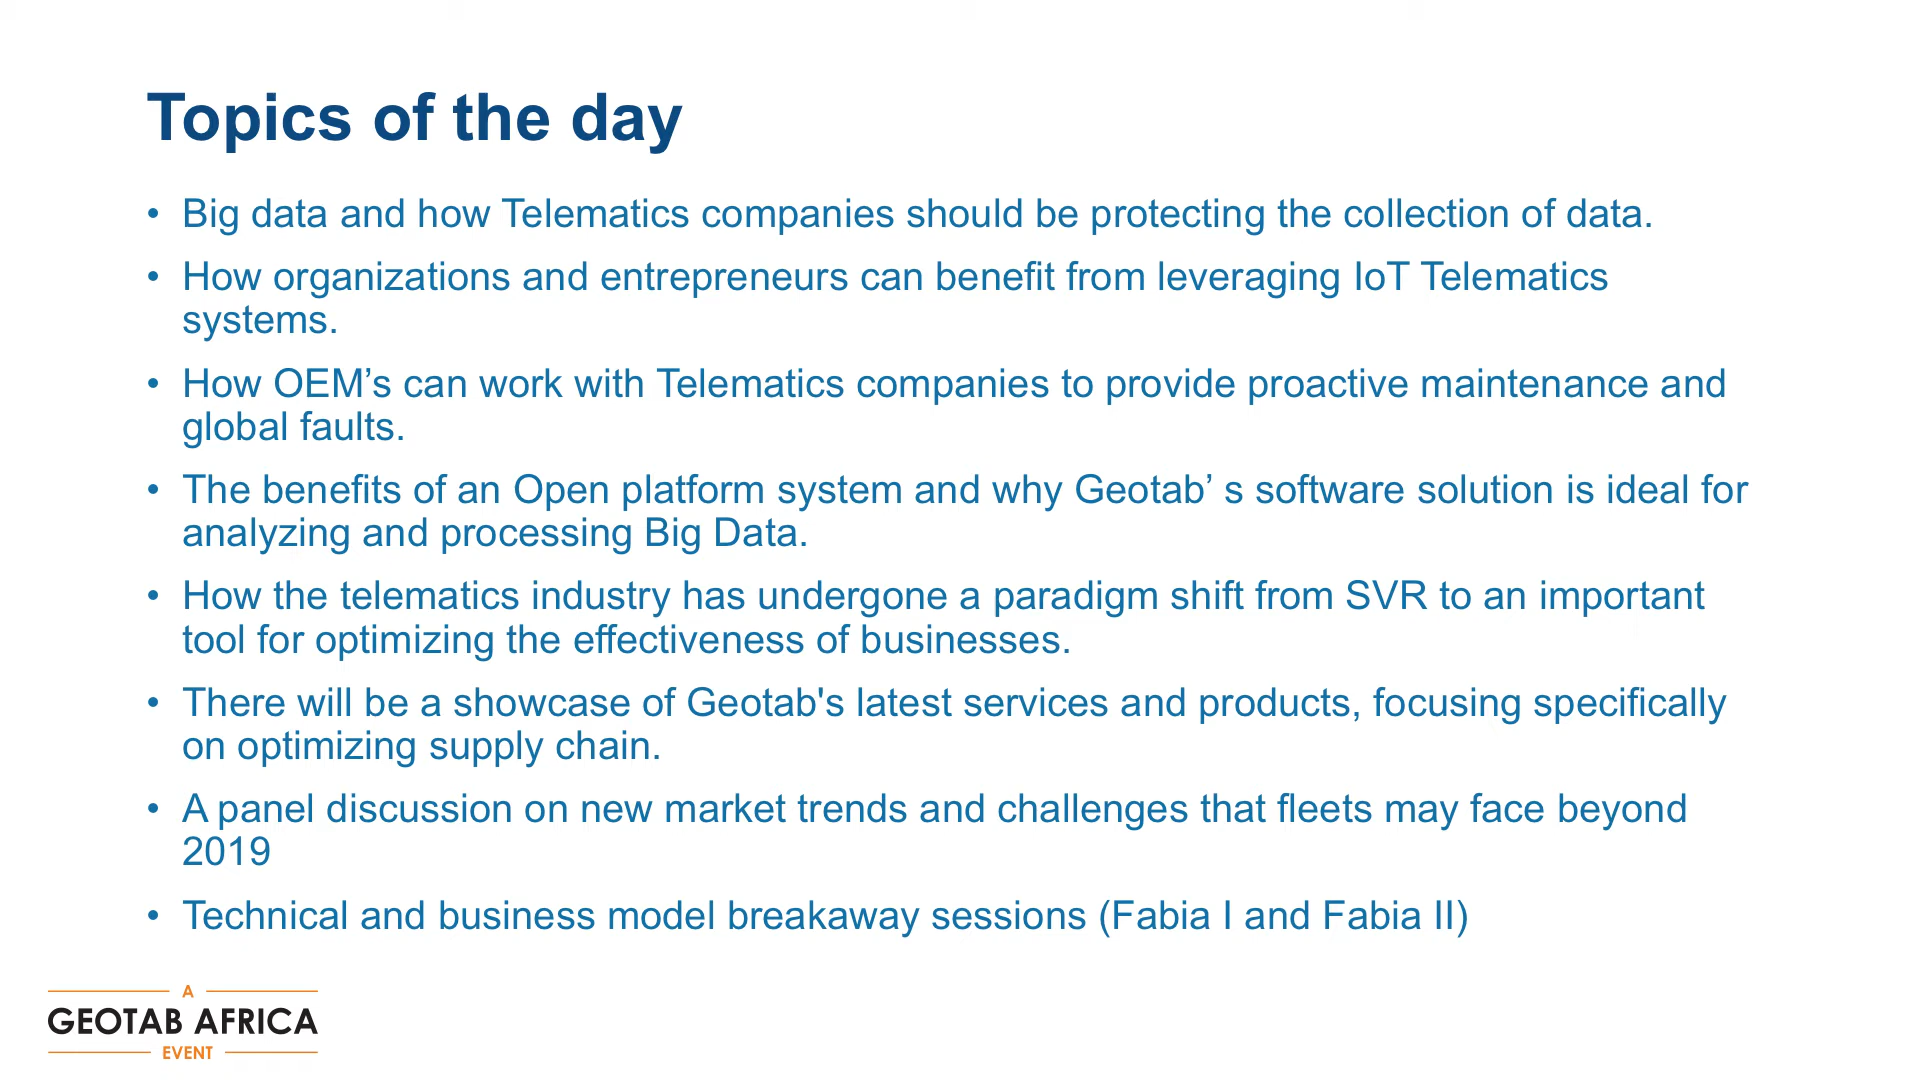 Topics of the day
• Big data and how Telematics companies should be protecting the collection of data.
• How organizations and entrepreneurs can benefit from leveraging IoT Telematics
systems.
• How OEM’s can work with Telematics companies to provide proactive maintenance and
global faults.
• The benefits of an Open platform system and why Geotab’ s software solution is ideal for
analyzing and processing Big Data.
• How the telematics industry has undergone a paradigm shift from SVR to an important
tool for optimizing the effectiveness of businesses.
• There will be a showcase of Geotab's latest services and products, focusing specifically
on optimizing supply chain.
• A panel discussion on new market trends and challenges that fleets may face beyond
2019
• Technical and business model breakaway sessions (Fabia I and Fabia II)
A
GEOTAB AFRICA
EVENT